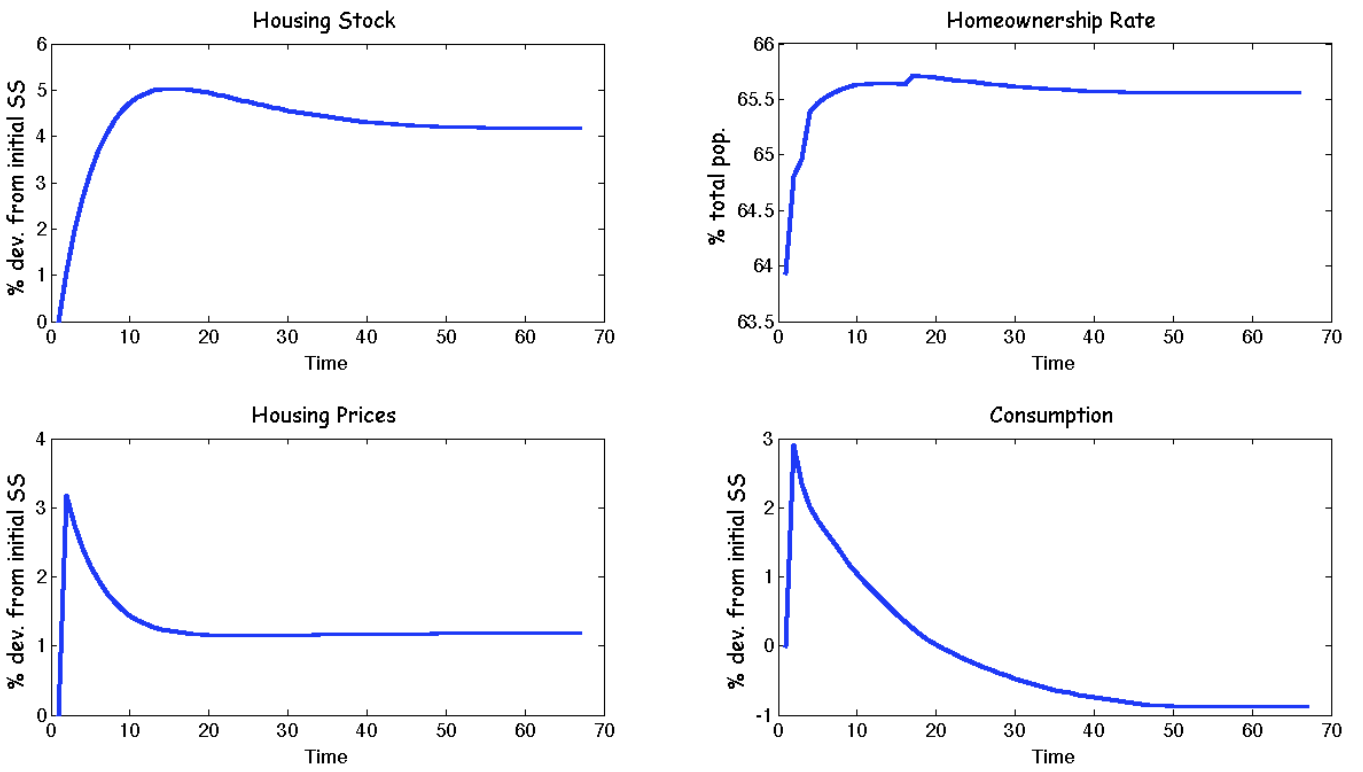 Housing Stock
% dev. from initial SS
6
5
4
3
2
1
0
0 10 20 30 40 50 60 70
Time
Homeownership Rate
% total pop.
66
65.5
65
64.5
64
63.5
0 10 20 30 40 50 60 70
Time
Housing Prices
% dev. from initial SS
4
3
2
1
0
0 10 20 30 40 50 60 70
Time
Consumption
% dev. from initial SS
3
2
1
0
-1
0 10 20 30 40 50 60 70
Time